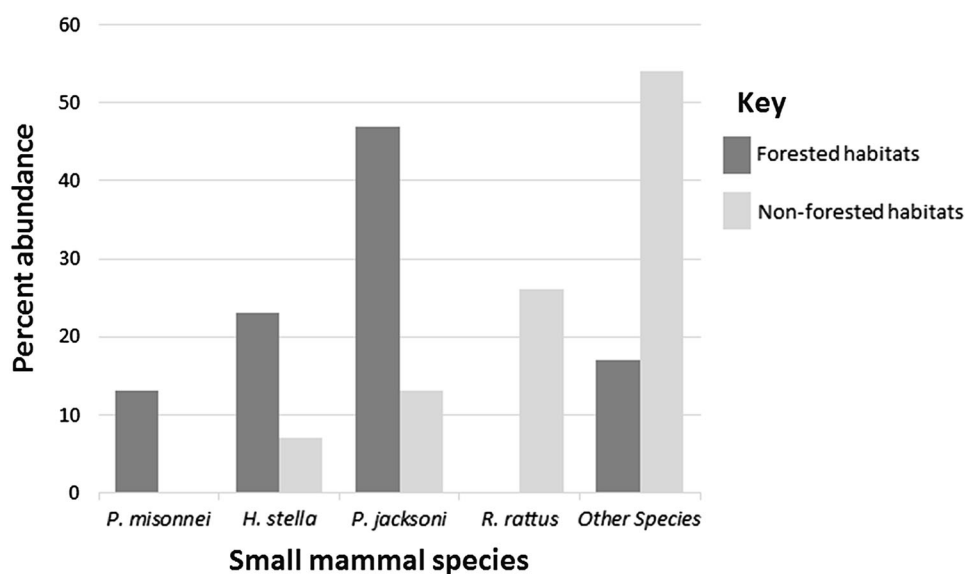 60
50
40
30
20
10
0
Percent abundance
P. misonnei H. stella P. jacksoni R. rattus Other Species
Small mammal species
Key
Forested habitats
Non-forested habitats